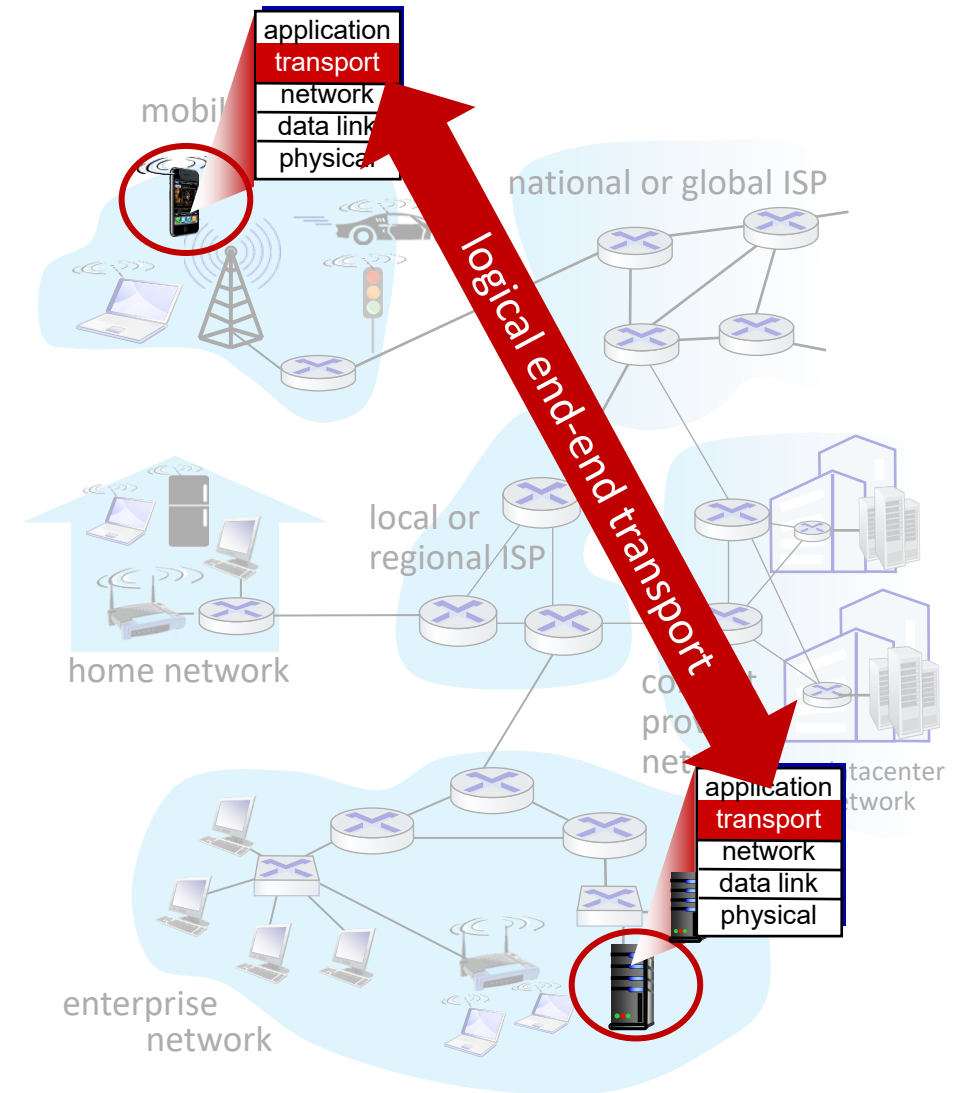 application
transport
network
data link
physical
mobil
national or global ISP
logical end-end transport
local or
regional ISP
home network
application
transport
network
data link
physical
enterprise
network